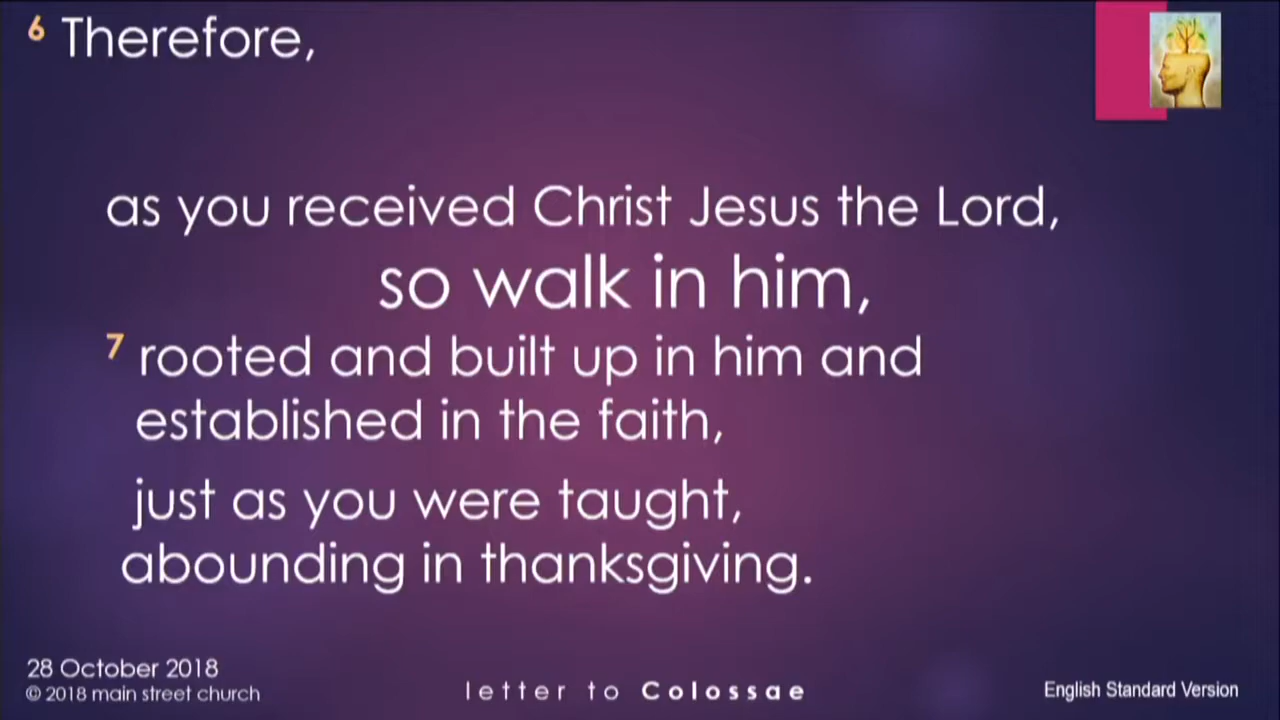 6 Therefore,
as you received Christ Jesus the Lord,
so walk in him,
7 rooted and built up in him and
established in the faith,
just as you were taught,
abounding in thanksgiving.
28 October 2018
© 2018 main street church
letter to Colossae
English Standard Version